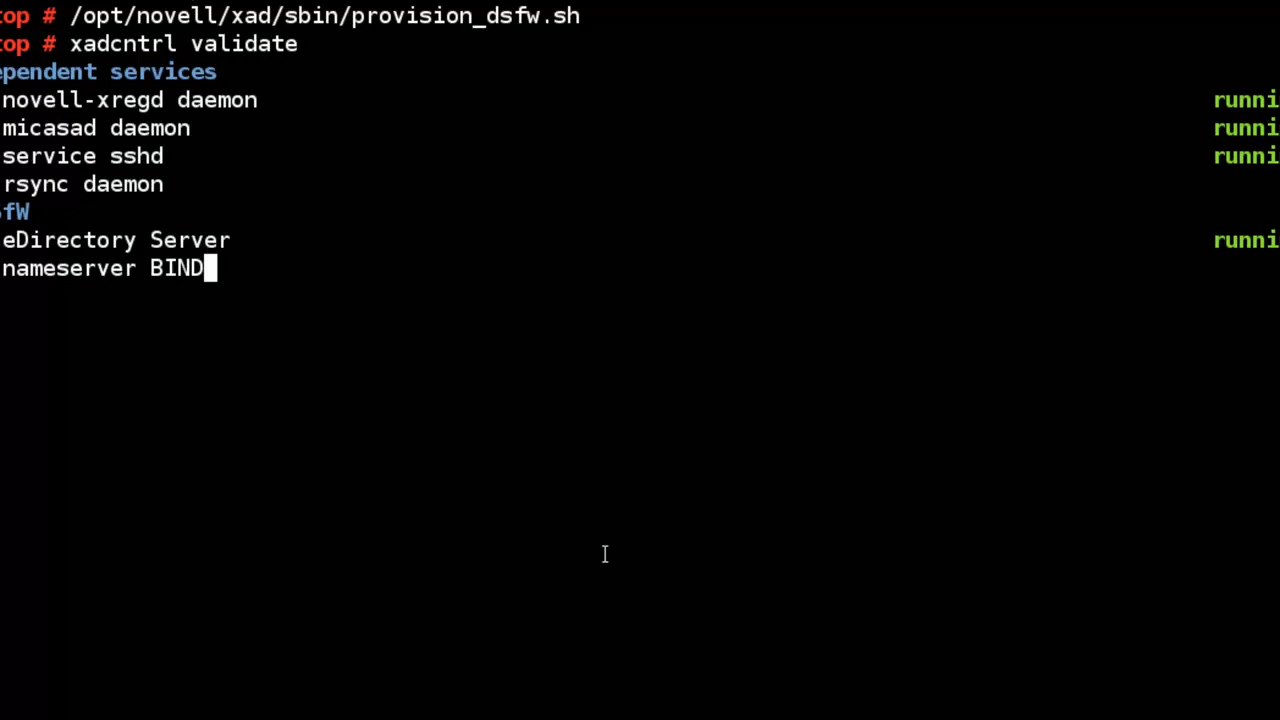 top # /opt/novell/xad/sbin/provision_dsfw.sh
top # xadcntrl validate
ependent services
novell-xregd daemon runni
micasad daemon runni
service sshd runni
rsync daemon
SfW
eDirectory Server runni
nameserver BIND